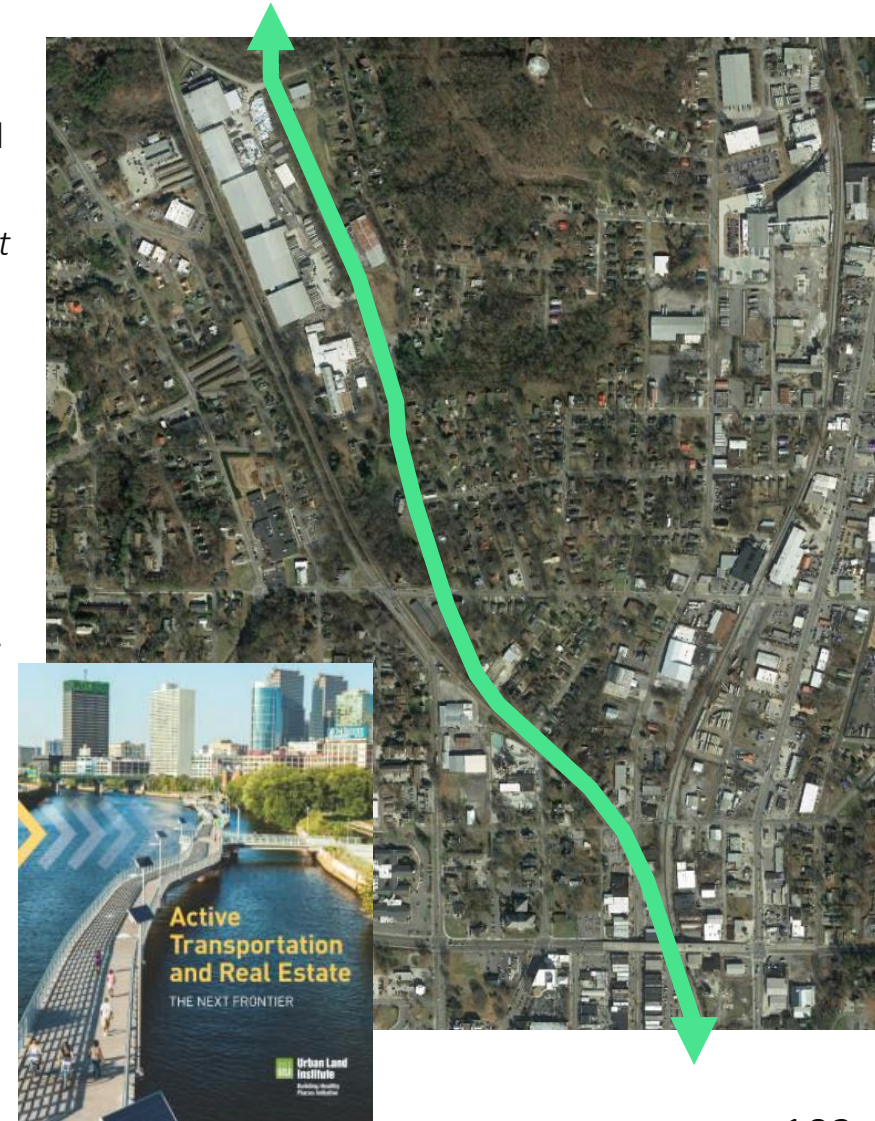 t
Active
Transportation
and Real Estate
THE NEXT FRONTIER
Urban Land
Institute
Building Healthy
Places Initiative